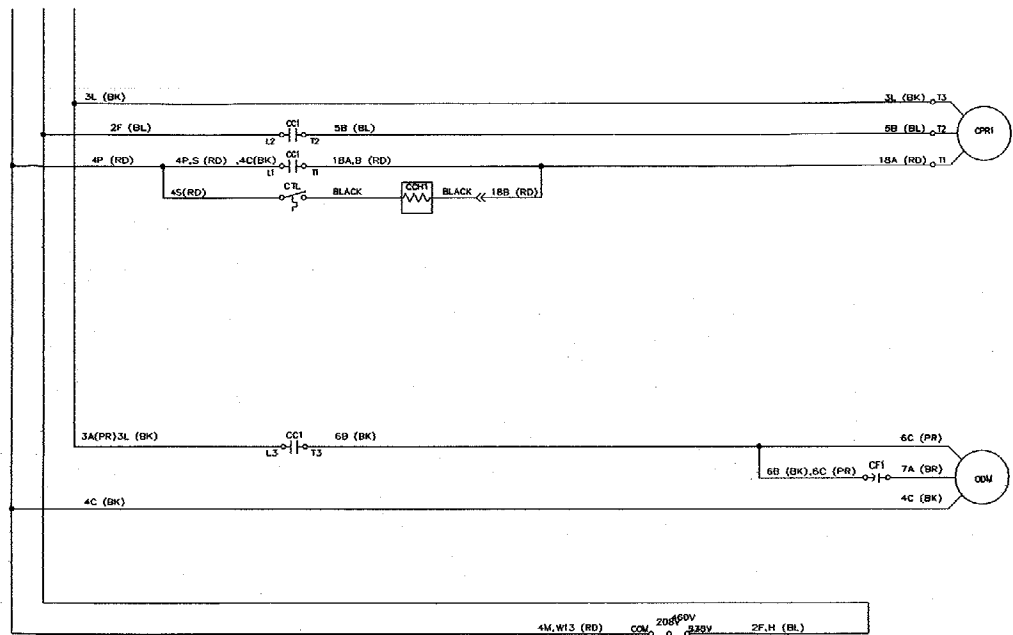 3L (BK) 3L (BK) T3
CPR1
2F (BL) CC1 5B (BL) 5B (BL) T2
L2 T2
4P (RD) 4P,S (RD) ,4C(BK) CC1 18A,B (RD) 18A (RD) T1
L1 T1
4S(RD) CTL BLACK CCH1 BLACK 18B (RD)
3A(PR)3L (BK) CC1 6B (BK) 6C (PR)
L3 T3
6B (BK),6C (PR) CF1 7A (BR)
ODM
4C (BK) 4C (BK)
4M,W13 (RD) COM 208V 460V 2F,H (BL)